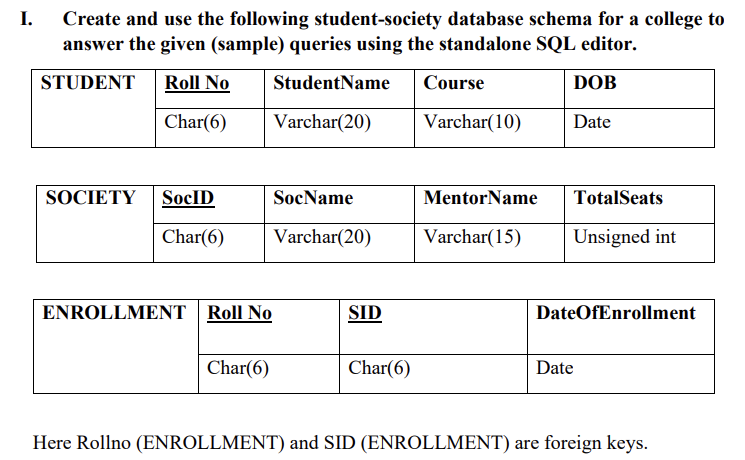 I. Create and use the following student-society database schema for a college to
answer the given (sample) queries using the standalone SQL editor.
STUDENT Roll No StudentName Course DOB
Char(6) Varchar(20) Varchar(10) Date
SOCIETY SocID SocName MentorName TotalSeats
Char(6) Varchar(20) Varchar(15) Unsigned int
ENROLLMENT Roll No SID DateOfEnrollment
Char(6) Char(6) Date
Here Rollno (ENROLLMENT) and SID (ENROLLMENT) are foreign keys.